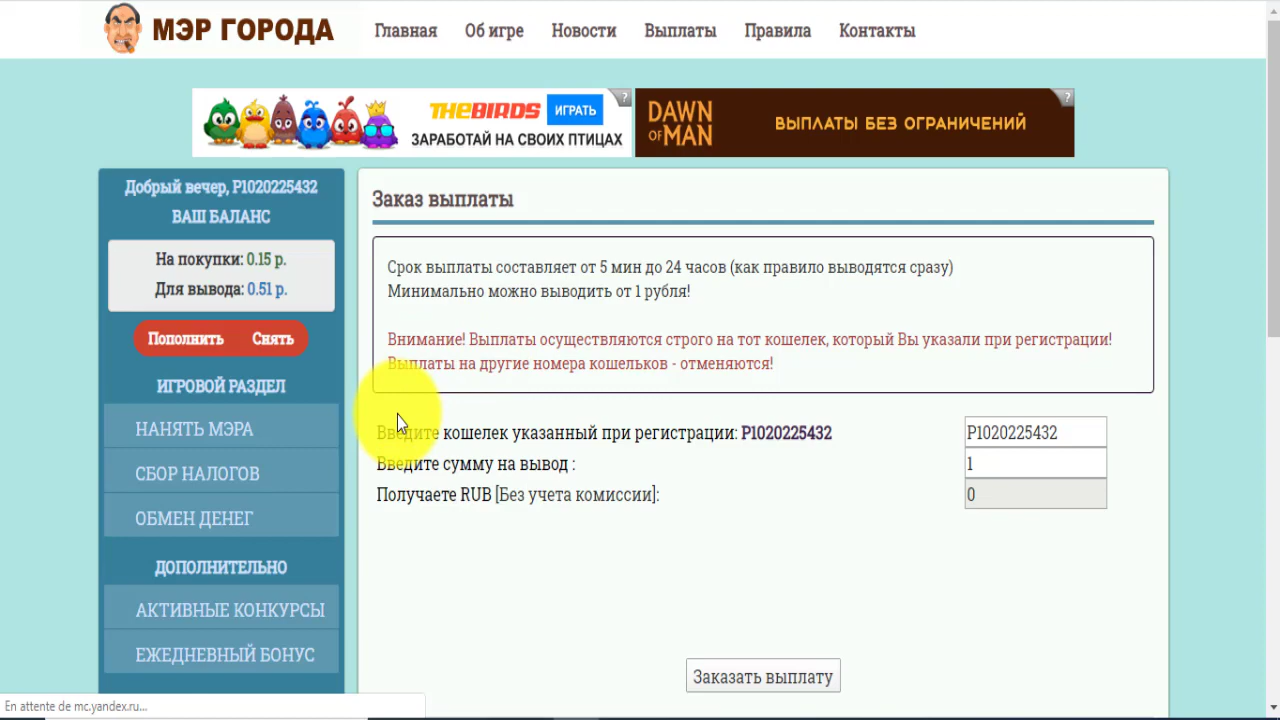 МЭР ГОРОДА
Главная Об игре Новости Выплаты Правила Контакты
THEBIRDS ИГРАТЬ
ЗАРАБОТАЙ НА СВОИХ ПТИЦАХ
?
DAWN OF MAN
ВЫПЛАТЫ БЕЗ ОГРАНИЧЕНИЙ
?
Добрый вечер, P1020225432
ВАШ БАЛАНС
На покупки: 0.15 р.
Для вывода: 0.51 р.
Пополнить Снять
ИГРОВОЙ РАЗДЕЛ
НАНЯТЬ МЭРА
СБОР НАЛОГОВ
ОБМЕН ДЕНЕГ
ДОПОЛНИТЕЛЬНО
АКТИВНЫЕ КОНКУРСЫ
ЕЖЕДНЕВНЫЙ БОНУС
Заказ выплаты
Срок выплаты составляет от 5 мин до 24 часов (как правило выводятся сразу)
Минимально можно выводить от 1 рубля!
Внимание! Выплаты осуществляются строго на тот кошелек, который Вы указали при регистрации!
Выплаты на другие номера кошельков - отменяются!
Введите кошелек указанный при регистрации: P1020225432 P1020225432
Введите сумму на вывод : 1
Получаете RUB [Без учета комиссии]: 0
Заказать выплату
En attente de mc.yandex.ru...